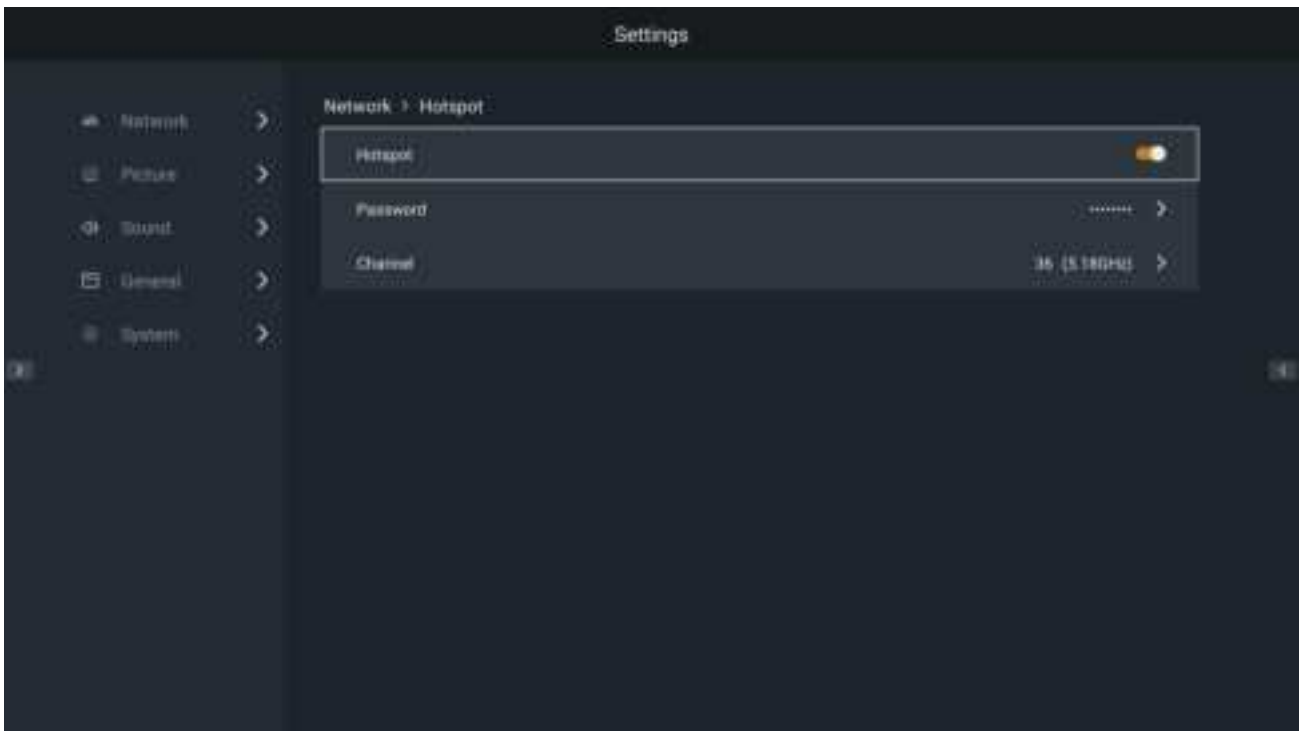 Settings
Network
Picture
Sound
General
System
Network > Hotspot
Hotspot
Password ········
Channel 36 (5.18GHz)